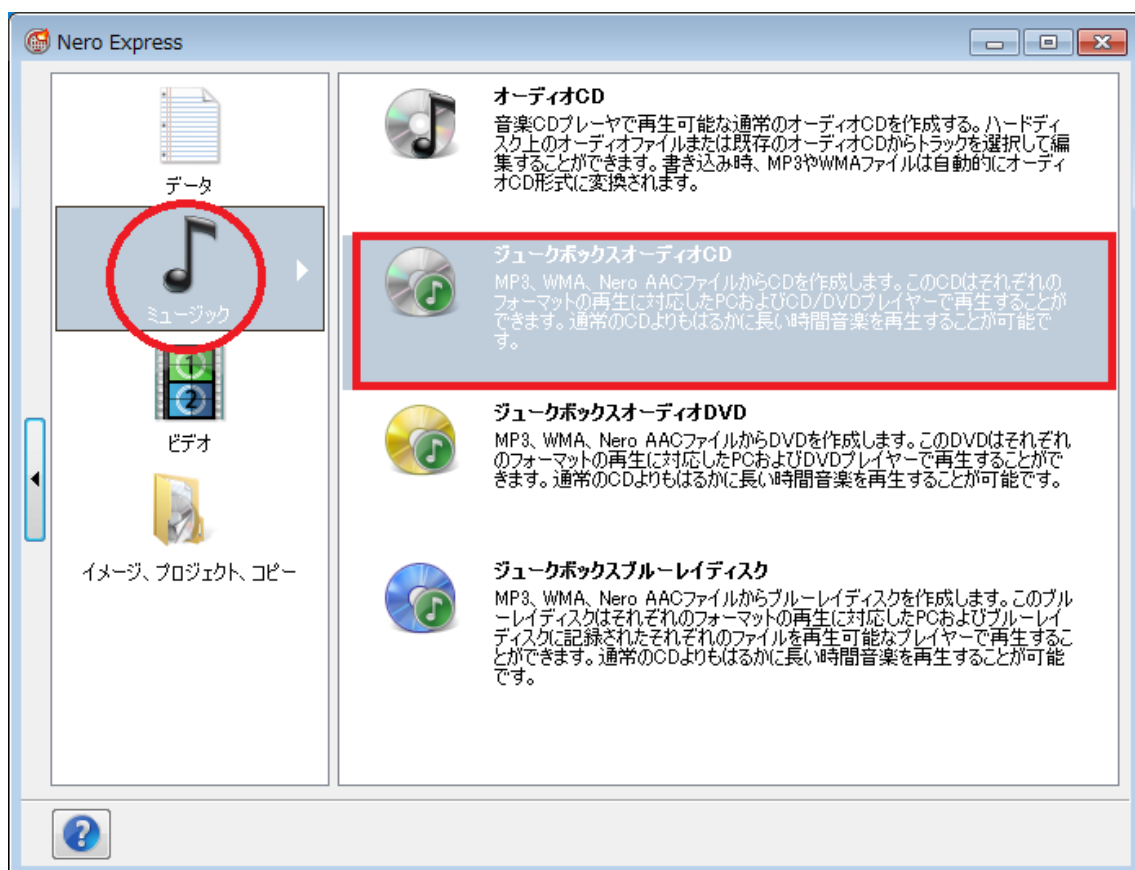 Nero Express
データ
ミュージック
ビデオ
イメージ、プロジェクト、コピー
オーディオCD
音楽CDプレーヤで再生可能な通常のオーディオCDを作成する。ハードディ
スク上のオーディオファイルまたは既存のオーディオCDからトラックを選択して編
集することができます。書き込み時、MP3やWMAファイルは自動的にオーディ
オCD形式に変換されます。
ジュークボックスオーディオCD
MP3、WMA、Nero AACファイルからCDを作成します。このCDはそれぞれの
フォーマットの再生に対応したPCおよびCD/DVDプレイヤーで再生することが
できます。通常のCDよりもはるかに長い時間音楽を再生することが可能で
す。
ジュークボックスオーディオDVD
MP3、WMA、Nero AACファイルからDVDを作成します。このDVDはそれぞれ
のフォーマットの再生に対応したPCおよびDVDプレイヤーで再生することがで
きます。通常のCDよりもはるかに長い時間音楽を再生することが可能です。
ジュークボックスブルーレイディスク
MP3、WMA、Nero AACファイルからブルーレイディスクを作成します。このブル
ーレイディスクはそれぞれのフォーマットの再生に対応したPCおよびブルーレイ
ディスクに記録されたそれぞれのファイルを再生可能なプレイヤーで再生するこ
とができます。通常のCDよりもはるかに長い時間音楽を再生することが可能
です。